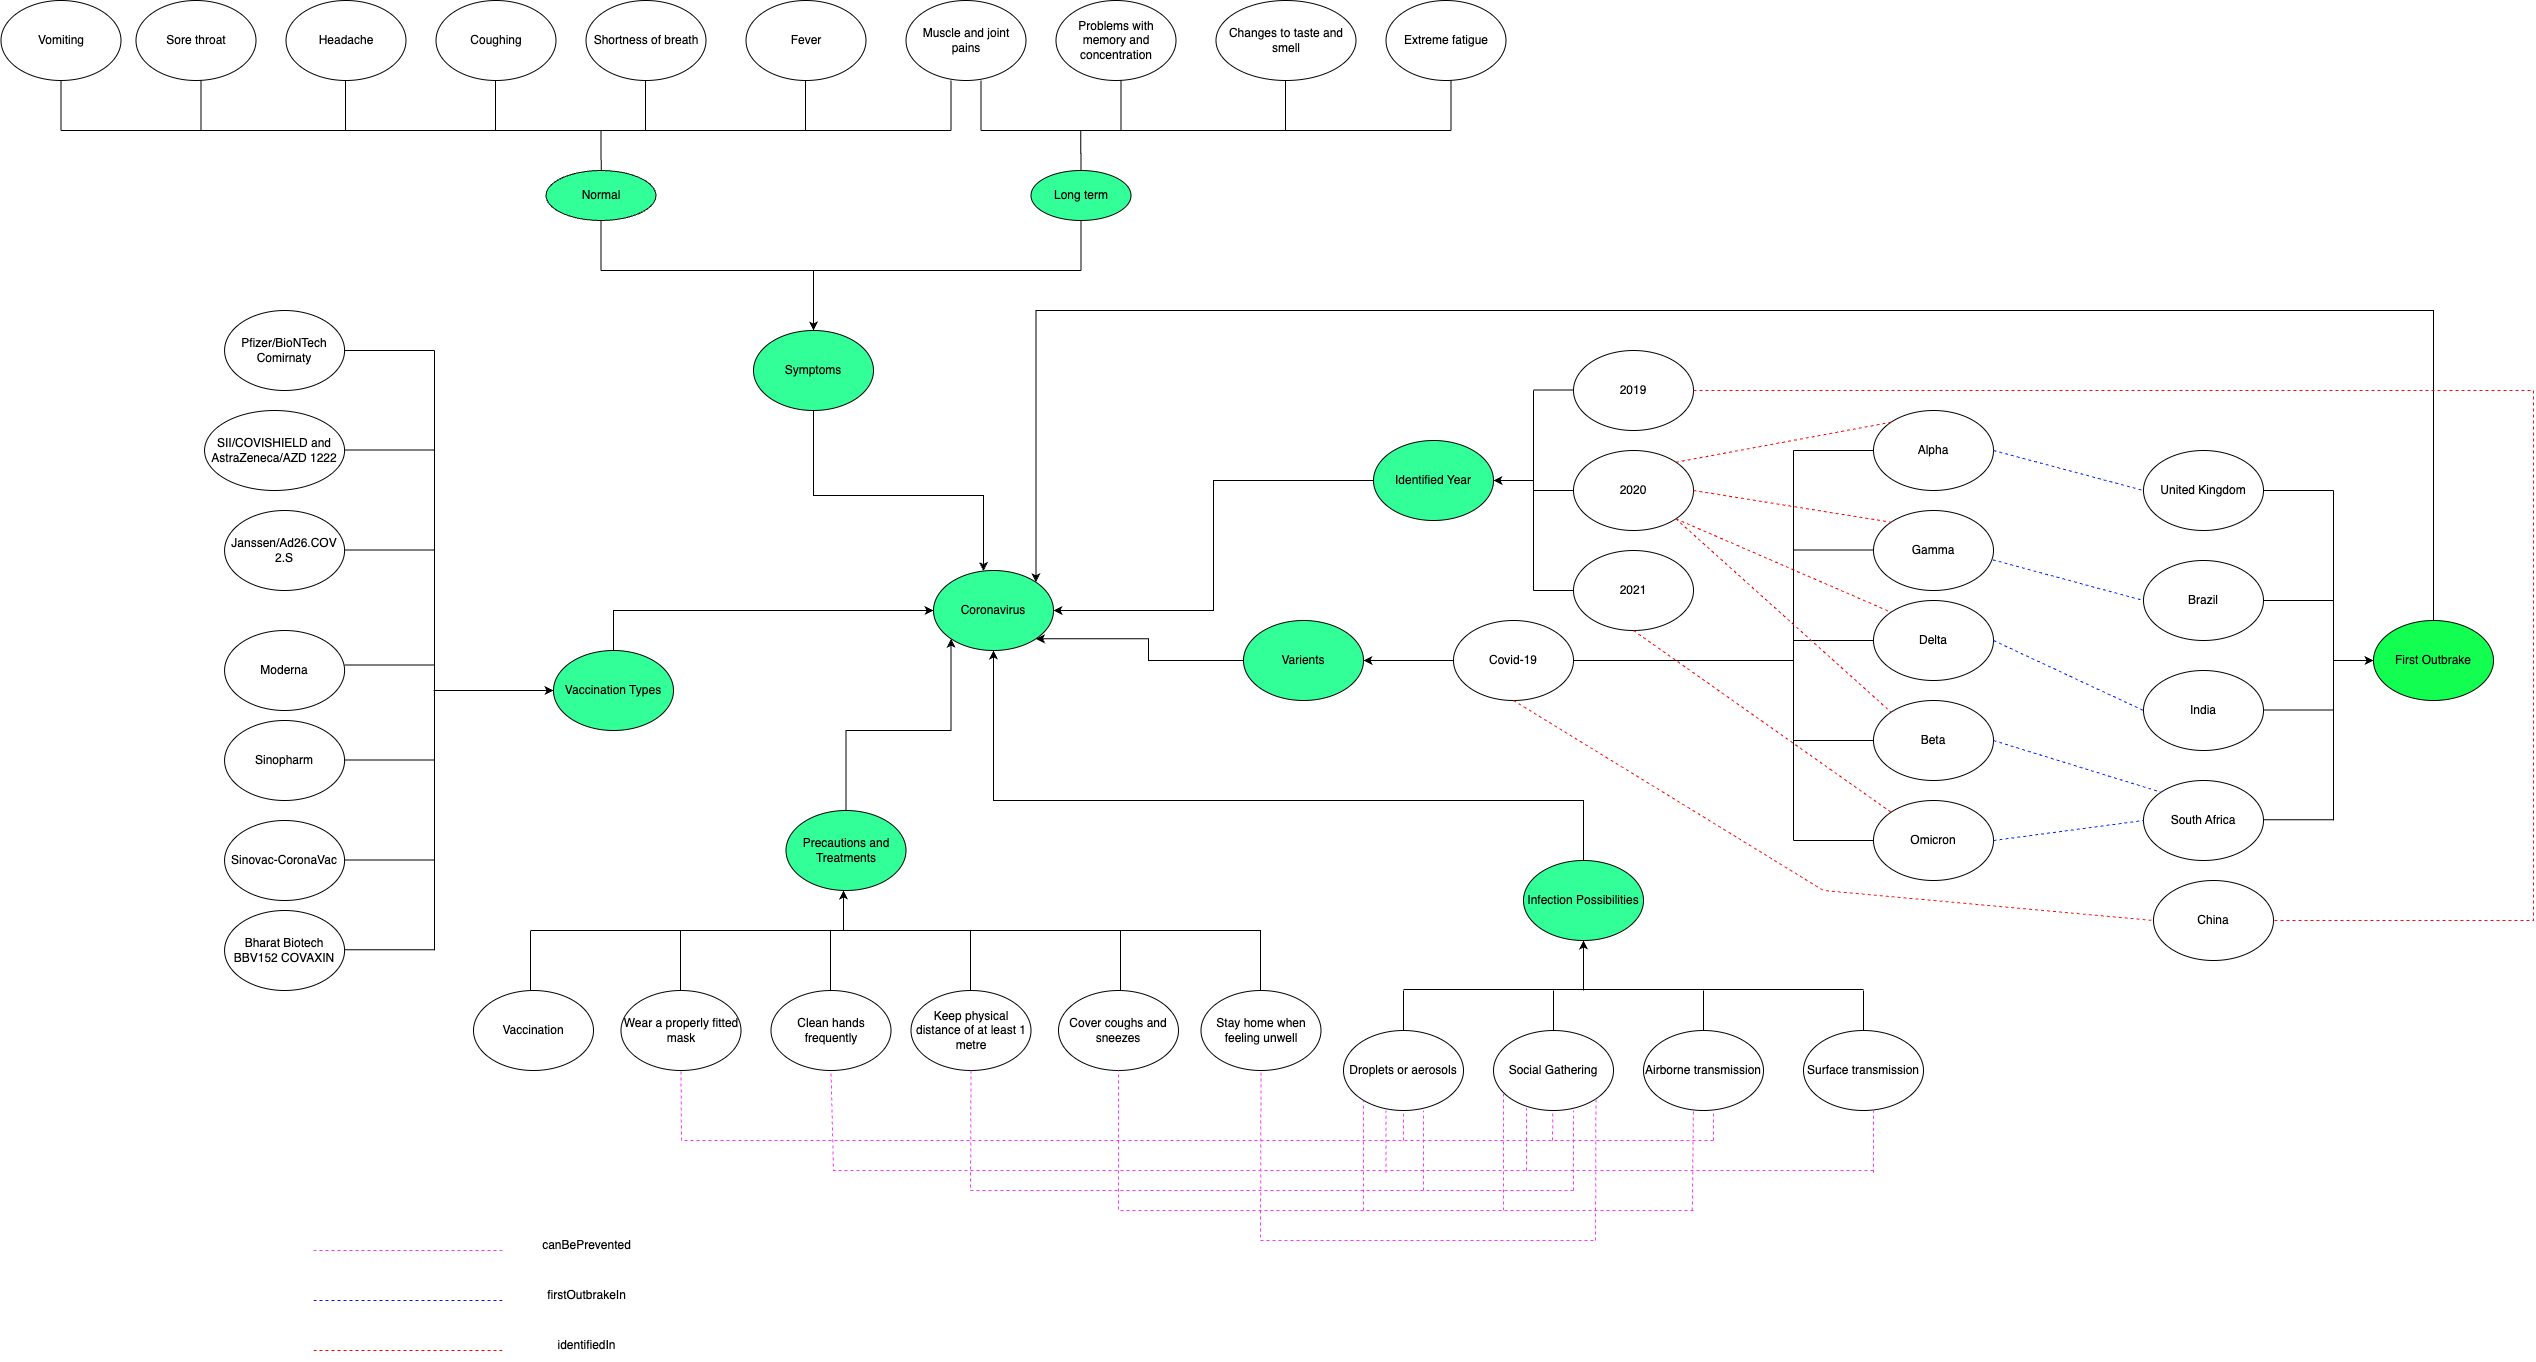 Vomiting
Sore throat
Headache
Coughing
Shortness of breath
Fever
Muscle and joint
pains
Problems with
memory and
concentration
Changes to taste and
smell
Extreme fatigue
Normal
Long term
Symptoms
Pfizer/BioNTech
Comirnaty
SII/COVISHIELD and
AstraZeneca/AZD 1222
Janssen/Ad26.COV
2.S
Moderna
Sinopharm
Sinovac-CoronaVac
Bharat Biotech
BBV152 COVAXIN
Vaccination Types
Coronavirus
Identified Year
2019
2020
2021
Varients
Covid-19
Alpha
Gamma
Delta
Beta
Omicron
United Kingdom
Brazil
India
South Africa
China
First Outbrake
Precautions and
Treatments
Infection Possibilities
Vaccination
Wear a properly fitted
mask
Clean hands
frequently
Keep physical
distance of at least 1
metre
Cover coughs and
sneezes
Stay home when
feeling unwell
Droplets or aerosols
Social Gathering
Airborne transmission
Surface transmission
canBePrevented
firstOutbrakeIn
identifiedIn